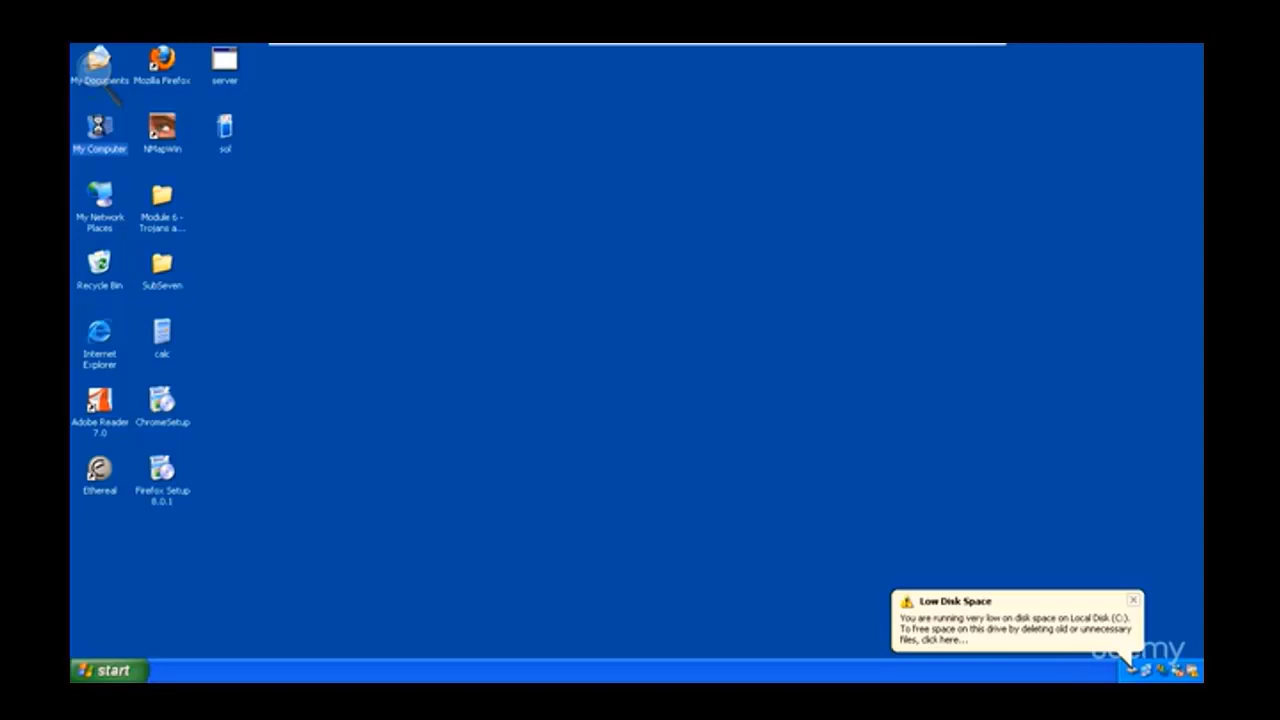 My Documents
Mozilla Firefox
server
My Computer
NMapWin
sol
My Network
Places
Module 6 -
Trojans a...
Recycle Bin
SubSeven
Internet
Explorer
calc
Adobe Reader
7.0
ChromeSetup
Ethereal
Firefox Setup
8.0.1
Low Disk Space
You are running very low on disk space on Local Disk (C:).
To free space on this drive by deleting old or unnecessary
files, click here...
start